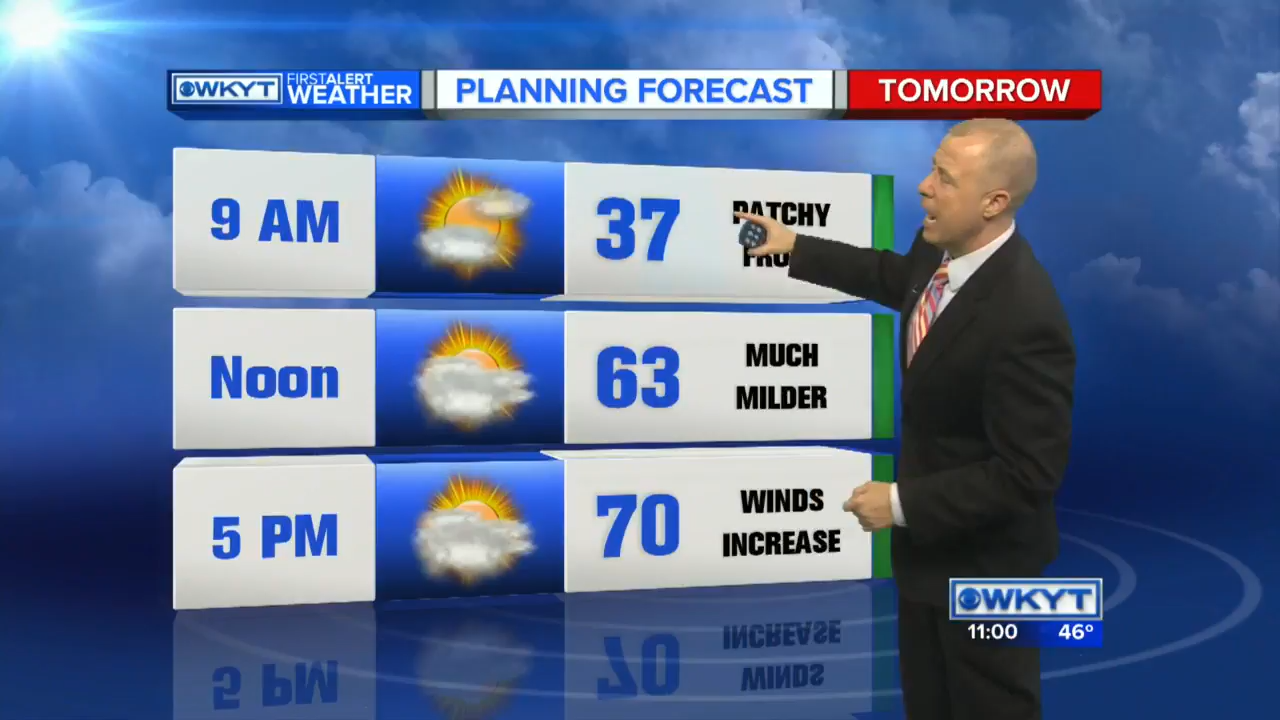 WKYT FIRST ALERT WEATHER
PLANNING FORECAST
TOMORROW
9 AM
37
PATCHY
Noon
63
MUCH
MILDER
5 PM
70
WINDS
INCREASE
WKYT
11:00 46°